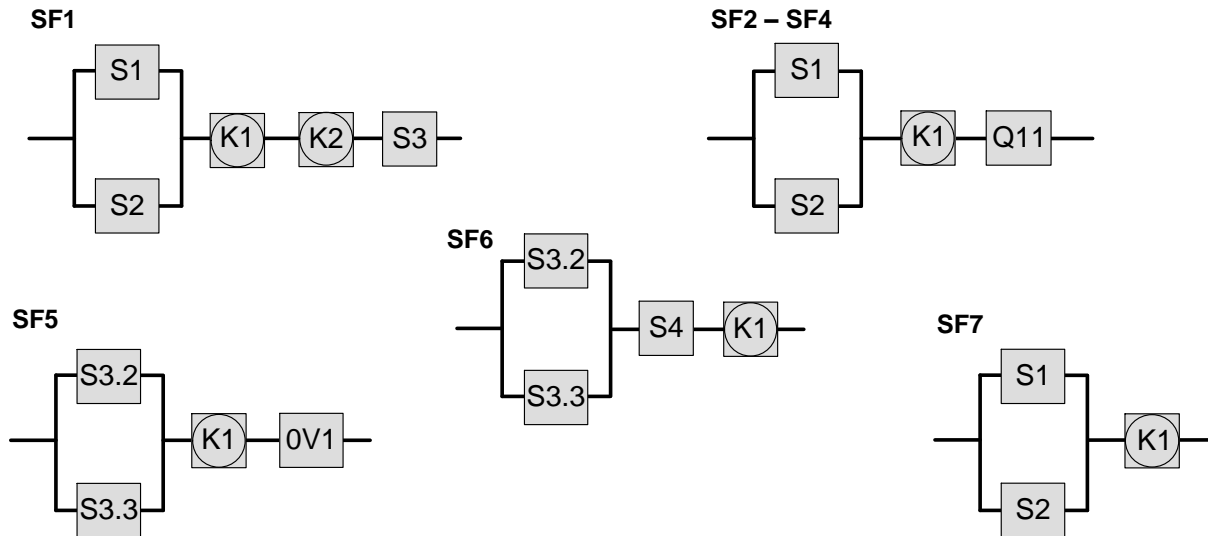 SF1
S1
K1
K2
S3
S2
SF2 – SF4
S1
K1
Q11
S2
SF6
S3.2
S4
K1
S3.3
SF5
S3.2
K1
0V1
S3.3
SF7
S1
K1
S2